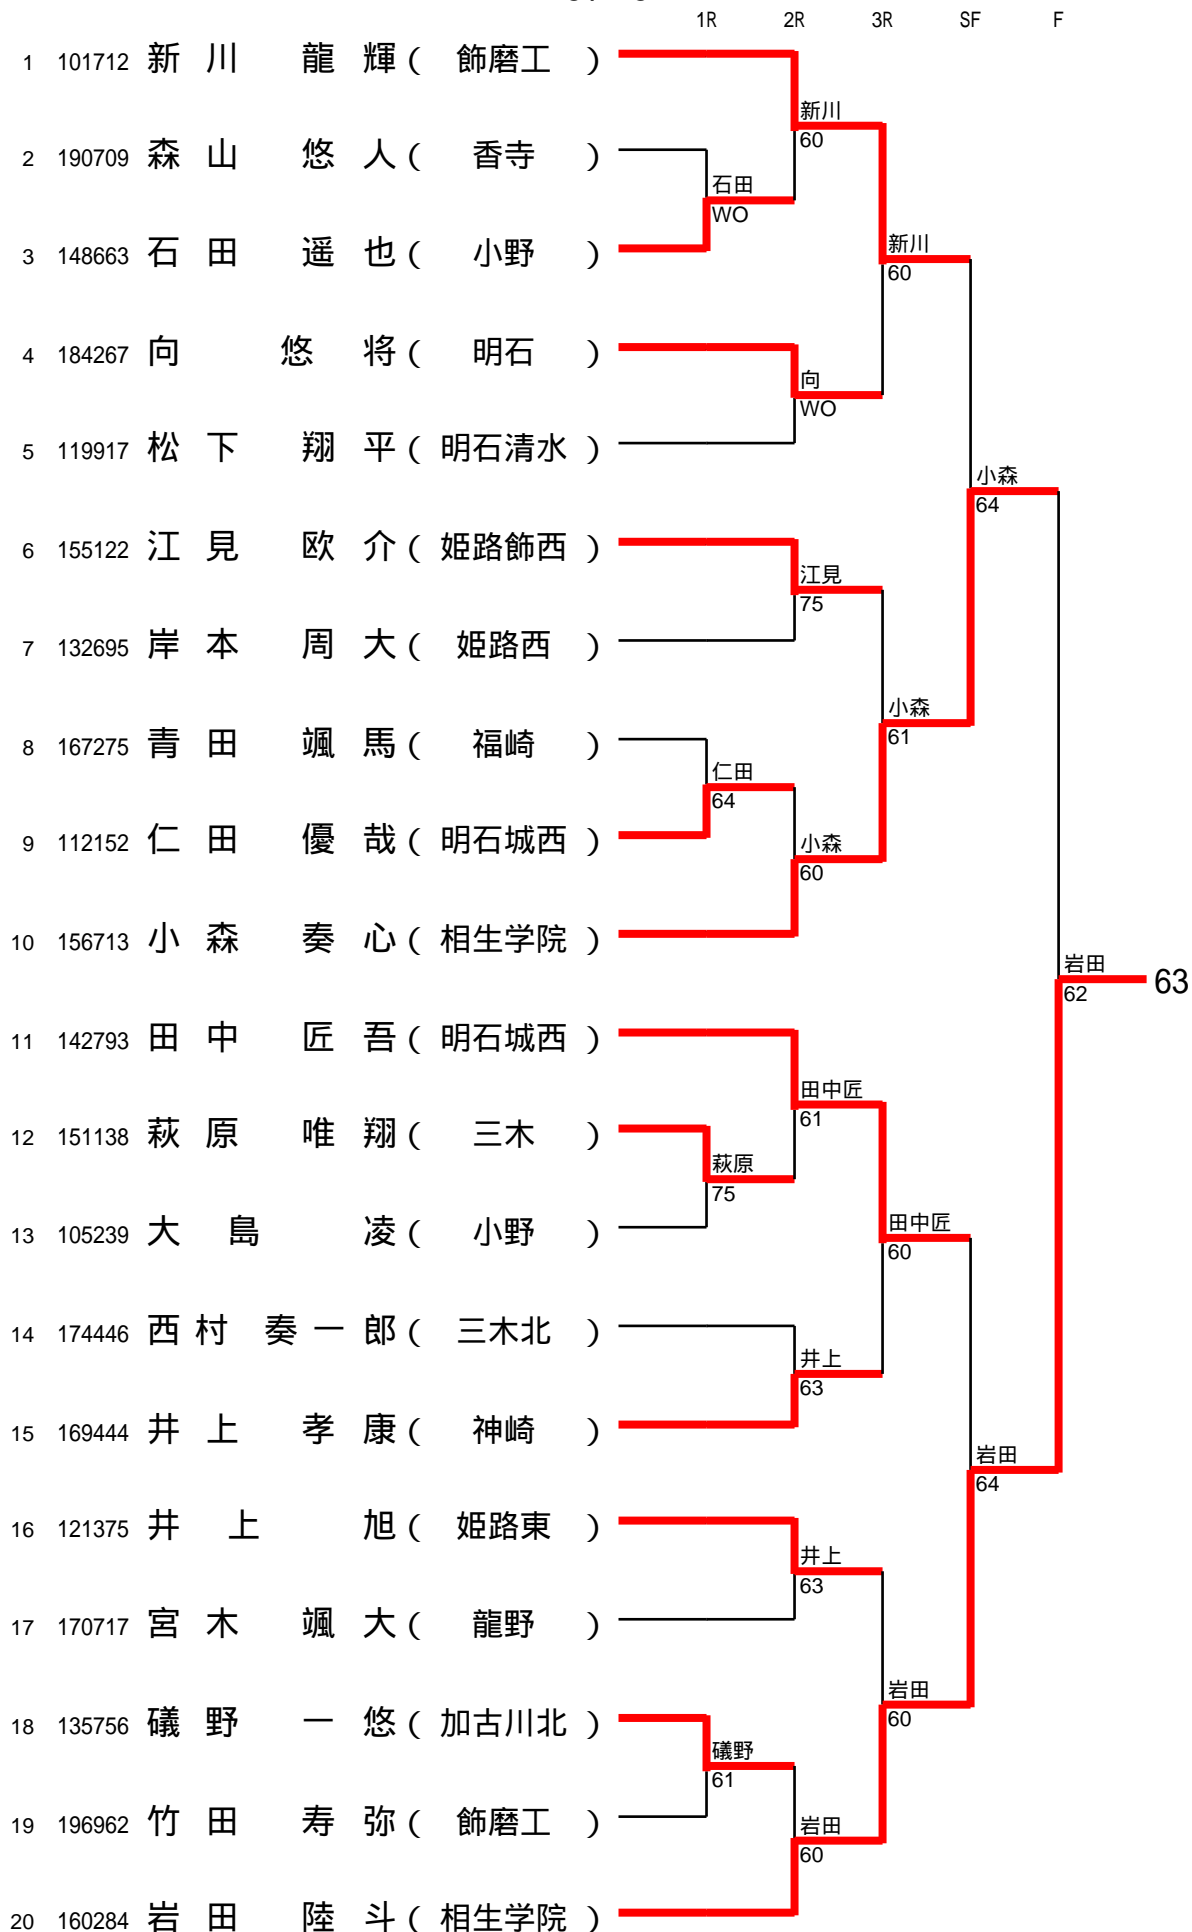 1R 2R 3R SF F
1 101712 新川 龍輝 ( 飾磨工 )
新川
60
2 190709 森山 悠人 ( 香寺 )
石田
WO
3 148663 石田 遥也 ( 小野 )
新川
60
4 184267 向 悠将 ( 明石 )
向
WO
5 119917 松下 翔平 ( 明石清水 )
小森
64
6 155122 江見 欧介 ( 姫路飾西 )
江見
75
7 132695 岸本 周大 ( 姫路西 )
小森
61
8 167275 青田 颯馬 ( 福崎 )
仁田
64
9 112152 仁田 優哉 ( 明石城西 )
小森
60
10 156713 小森 奏心 ( 相生学院 )
岩田
62
63
11 142793 田中 匠吾 ( 明石城西 )
田中匠
61
12 151138 萩原 唯翔 ( 三木 )
萩原
75
13 105239 大島 凌 ( 小野 )
田中匠
60
14 174446 西村 奏一郎 ( 三木北 )
井上
63
15 169444 井上 孝康 ( 神崎 )
岩田
64
16 121375 井上 旭 ( 姫路東 )
井上
63
17 170717 宮木 颯大 ( 龍野 )
岩田
60
18 135756 礒野 一悠 ( 加古川北 )
礒野
61
19 196962 竹田 寿弥 ( 飾磨工 )
岩田
60
20 160284 岩田 陸斗 ( 相生学院 )